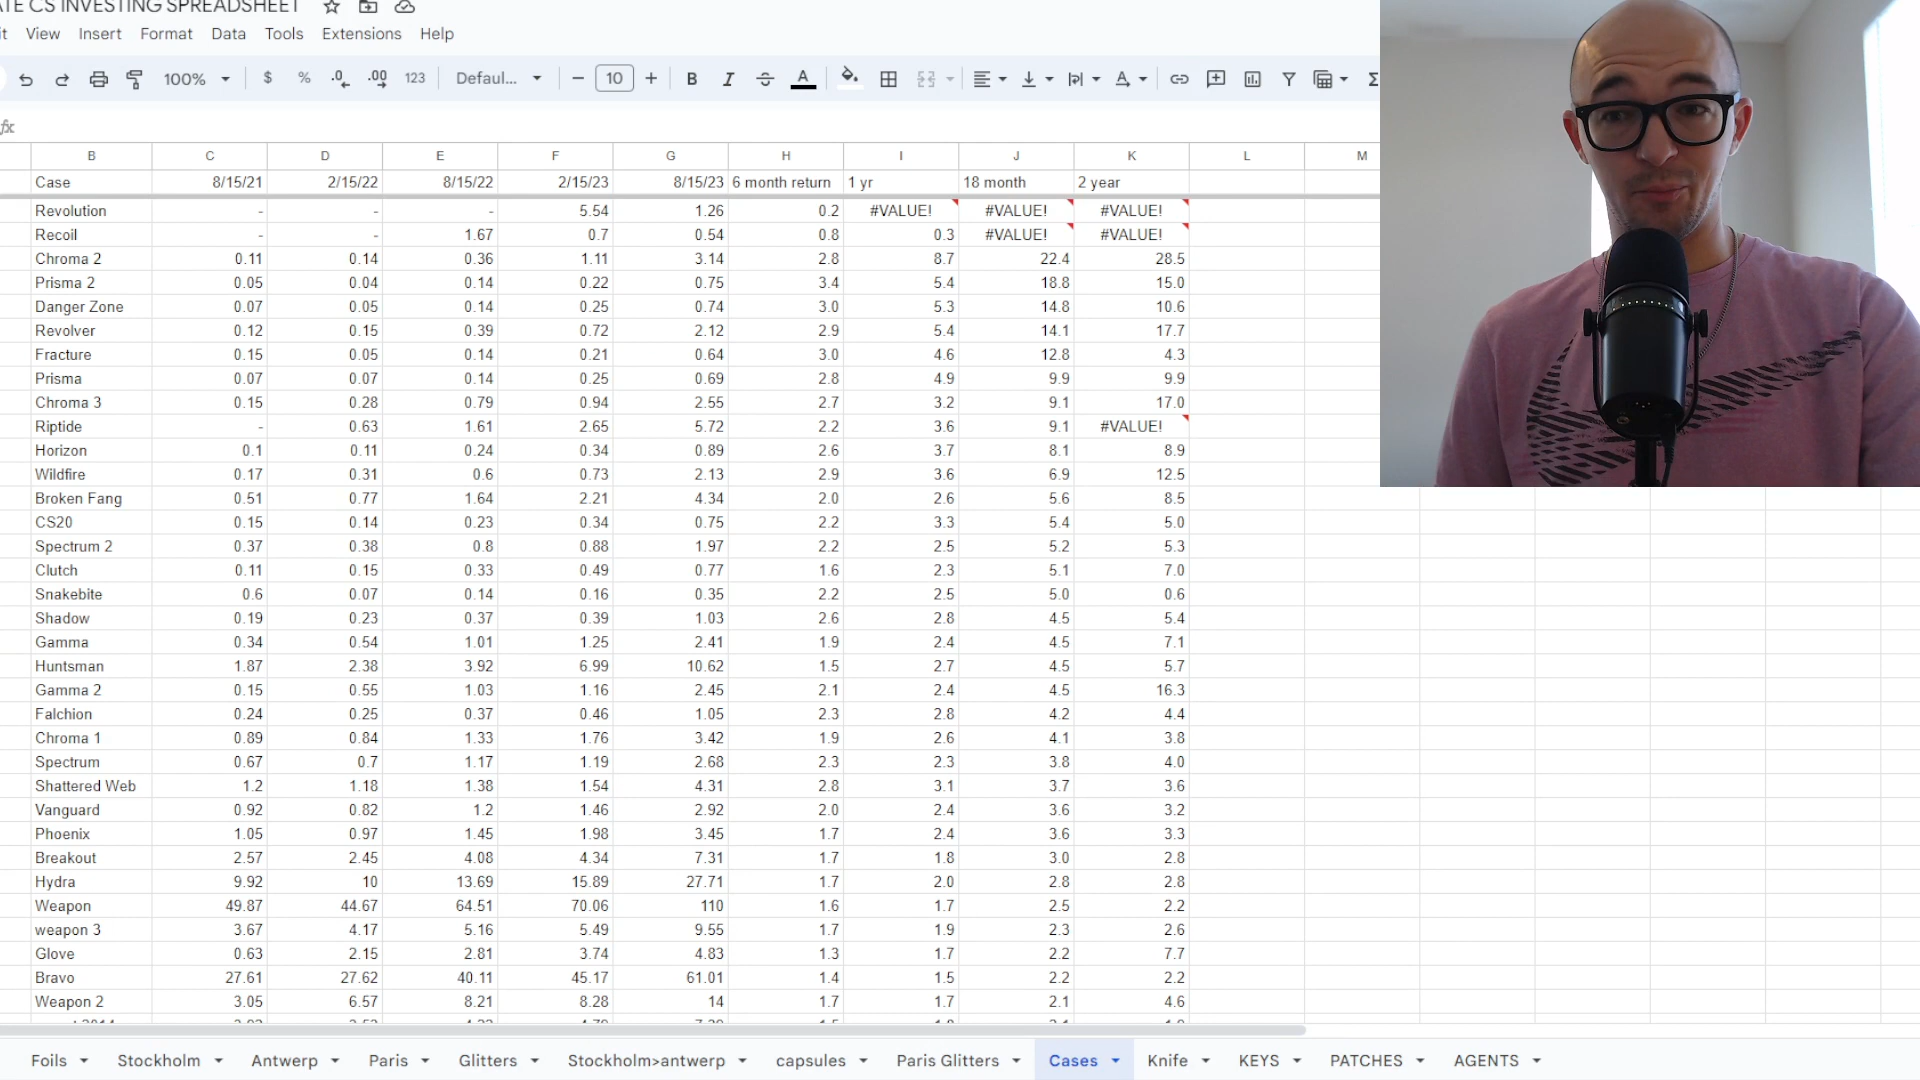 ATE CS INVESTING SPREADSHEET
it View Insert Format Data Tools Extensions Help
100% $ % .0 .00 123 Defaul... − 10 + B I S A Σ
fx
B C D E F G H I J K L M
Case 8/15/21 2/15/22 8/15/22 2/15/23 8/15/23 6 month return 1 yr 18 month 2 year
Revolution - - - 5.54 1.26 0.2 #VALUE! #VALUE! #VALUE!
Recoil - - 1.67 0.7 0.54 0.8 0.3 #VALUE! #VALUE!
Chroma 2 0.11 0.14 0.36 1.11 3.14 2.8 8.7 22.4 28.5
Prisma 2 0.05 0.04 0.14 0.22 0.75 3.4 5.4 18.8 15.0
Danger Zone 0.07 0.05 0.14 0.25 0.74 3.0 5.3 14.8 10.6
Revolver 0.12 0.15 0.39 0.72 2.12 2.9 5.4 14.1 17.7
Fracture 0.15 0.05 0.14 0.21 0.64 3.0 4.6 12.8 4.3
Prisma 0.07 0.07 0.14 0.25 0.69 2.8 4.9 9.9 9.9
Chroma 3 0.15 0.28 0.79 0.94 2.55 2.7 3.2 9.1 17.0
Riptide - 0.63 1.61 2.65 5.72 2.2 3.6 9.1 #VALUE!
Horizon 0.1 0.11 0.24 0.34 0.89 2.6 3.7 8.1 8.9
Wildfire 0.17 0.31 0.6 0.73 2.13 2.9 3.6 6.9 12.5
Broken Fang 0.51 0.77 1.64 2.21 4.34 2.0 2.6 5.6 8.5
CS20 0.15 0.14 0.23 0.34 0.75 2.2 3.3 5.4 5.0
Spectrum 2 0.37 0.38 0.8 0.88 1.97 2.2 2.5 5.2 5.3
Clutch 0.11 0.15 0.33 0.49 0.77 1.6 2.3 5.1 7.0
Snakebite 0.6 0.07 0.14 0.16 0.35 2.2 2.5 5.0 0.6
Shadow 0.19 0.23 0.37 0.39 1.03 2.6 2.8 4.5 5.4
Gamma 0.34 0.54 1.01 1.25 2.41 1.9 2.4 4.5 7.1
Huntsman 1.87 2.38 3.92 6.99 10.62 1.5 2.7 4.5 5.7
Gamma 2 0.15 0.55 1.03 1.16 2.45 2.1 2.4 4.5 16.3
Falchion 0.24 0.25 0.37 0.46 1.05 2.3 2.8 4.2 4.4
Chroma 1 0.89 0.84 1.33 1.76 3.42 1.9 2.6 4.1 3.8
Spectrum 0.67 0.7 1.17 1.19 2.68 2.3 2.3 3.8 4.0
Shattered Web 1.2 1.18 1.38 1.54 4.31 2.8 3.1 3.7 3.6
Vanguard 0.92 0.82 1.2 1.46 2.92 2.0 2.4 3.6 3.2
Phoenix 1.05 0.97 1.45 1.98 3.45 1.7 2.4 3.6 3.3
Breakout 2.57 2.45 4.08 4.34 7.31 1.7 1.8 3.0 2.8
Hydra 9.92 10 13.69 15.89 27.71 1.7 2.0 2.8 2.8
Weapon 49.87 44.67 64.51 70.06 110 1.6 1.7 2.5 2.2
weapon 3 3.67 4.17 5.16 5.49 9.55 1.7 1.9 2.3 2.6
Glove 0.63 2.15 2.81 3.74 4.83 1.3 1.7 2.2 7.7
Bravo 27.61 27.62 40.11 45.17 61.01 1.4 1.5 2.2 2.2
Weapon 2 3.05 6.57 8.21 8.28 14 1.7 1.7 2.1 4.6
Foils Stockholm Antwerp Paris Glitters Stockholm>antwerp capsules Paris Glitters Cases Knife KEYS PATCHES AGENTS